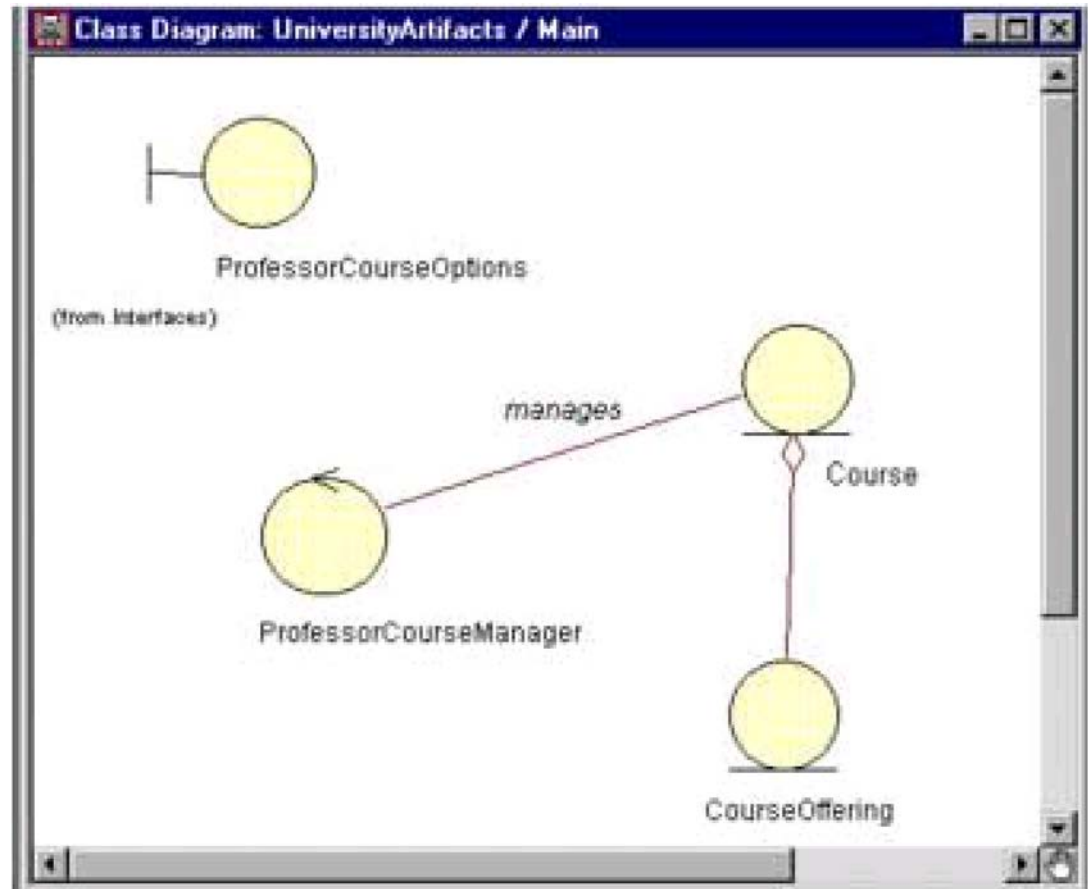 Class Diagram: UniversityArtifacts / Main
ProfessorCourseOptions
(from Interfaces)
manages
Course
ProfessorCourseManager
CourseOffering